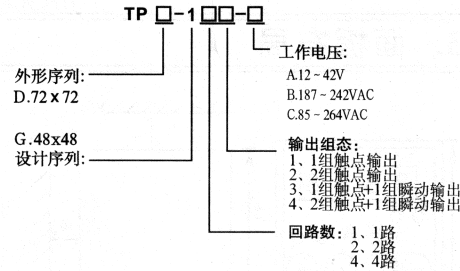 TP□-1□□-□
工作电压:
A.12~42V
B.187~242VAC
C.85~264VAC
外形序列:
D.72x72
G.48x48
设计序列:
输出组态:
1、1组触点输出
2、2组触点输出
3、1组触点+1组瞬动输出
4、2组触点+1组瞬动输出
回路数: 1、1路
2、2路
4、4路